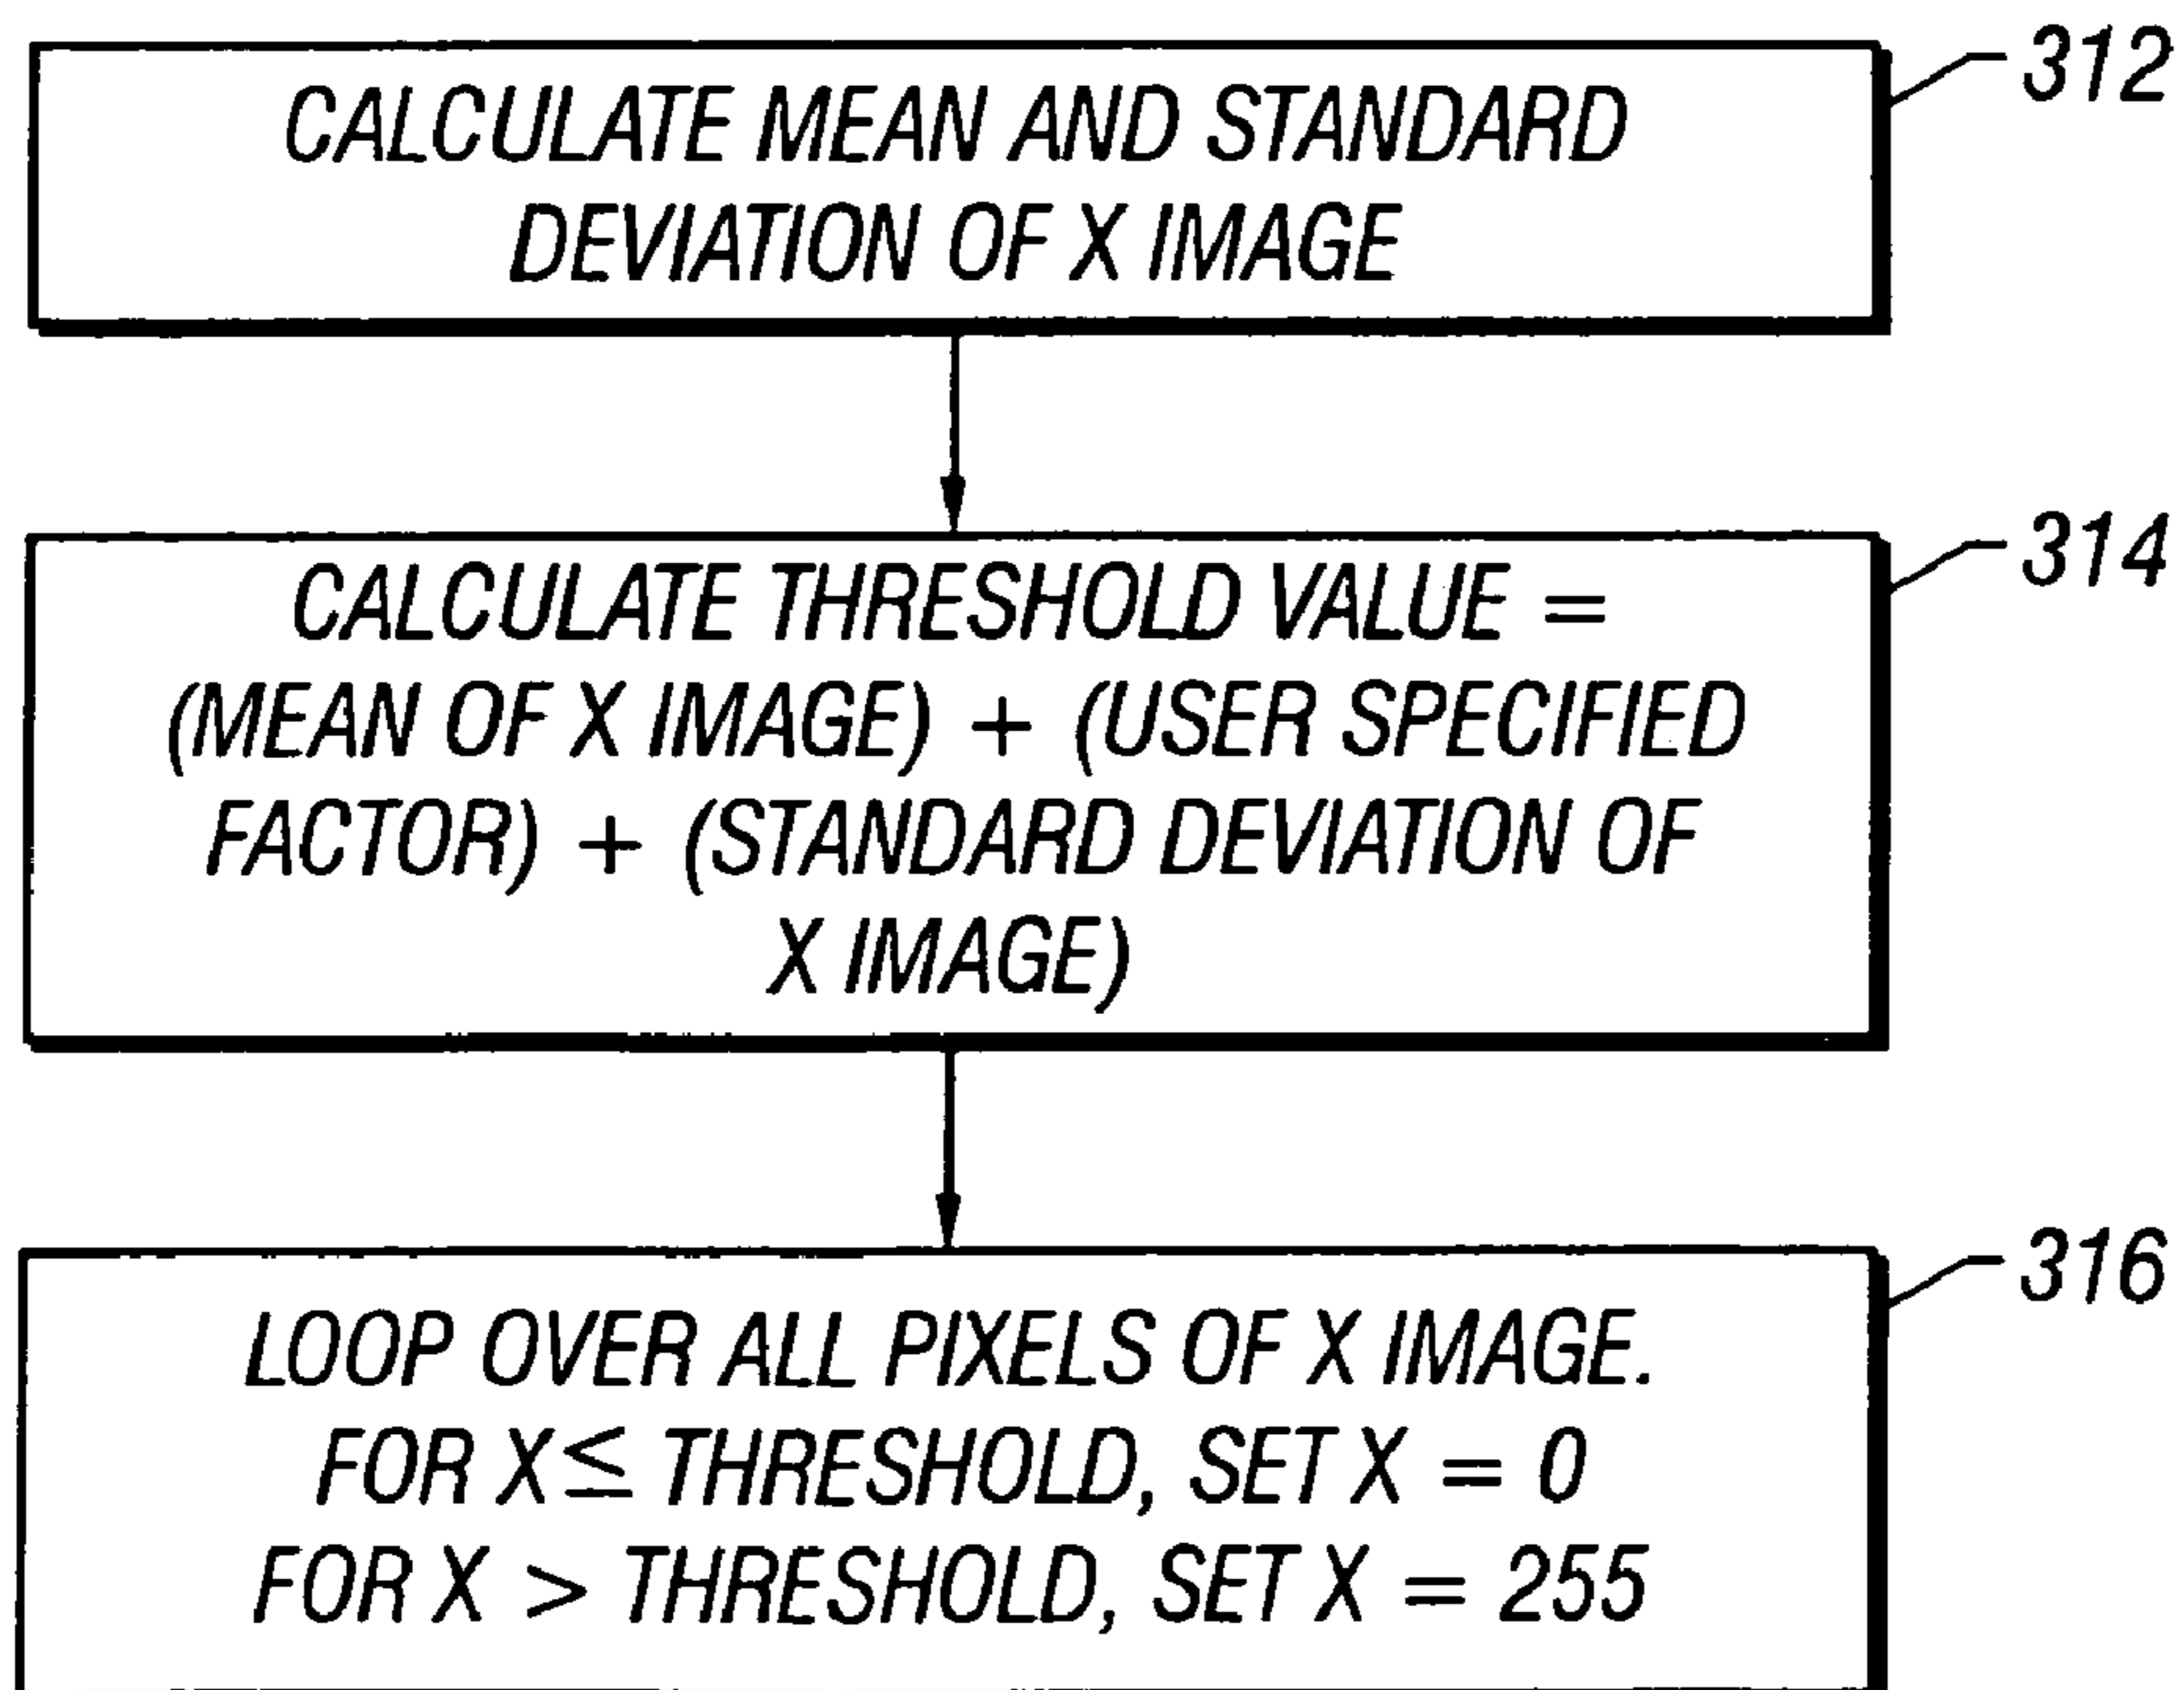 312
CALCULATE MEAN AND STANDARD
DEVIATION OF X IMAGE
314
CALCULATE THRESHOLD VALUE =
(MEAN OF X IMAGE) + (USER SPECIFIED
FACTOR) + (STANDARD DEVIATION OF
X IMAGE)
316
LOOP OVER ALL PIXELS OF X IMAGE.
FOR X ≤ THRESHOLD, SET X = 0
FOR X > THRESHOLD, SET X = 255